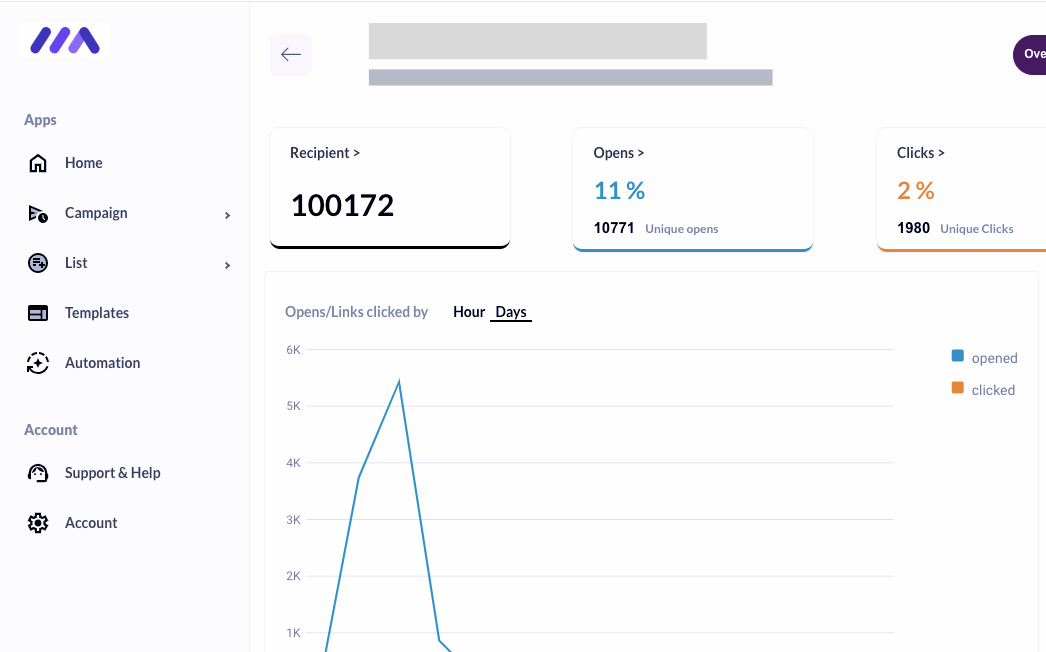 Ove
Apps
Home
Campaign
List
Templates
Automation
Account
Support & Help
Account
Recipient >
100172
Opens >
11 %
10771 Unique opens
Clicks >
2 %
1980 Unique Clicks
Opens/Links clicked by Hour Days
6K
5K
4K
3K
2K
1K
opened
clicked